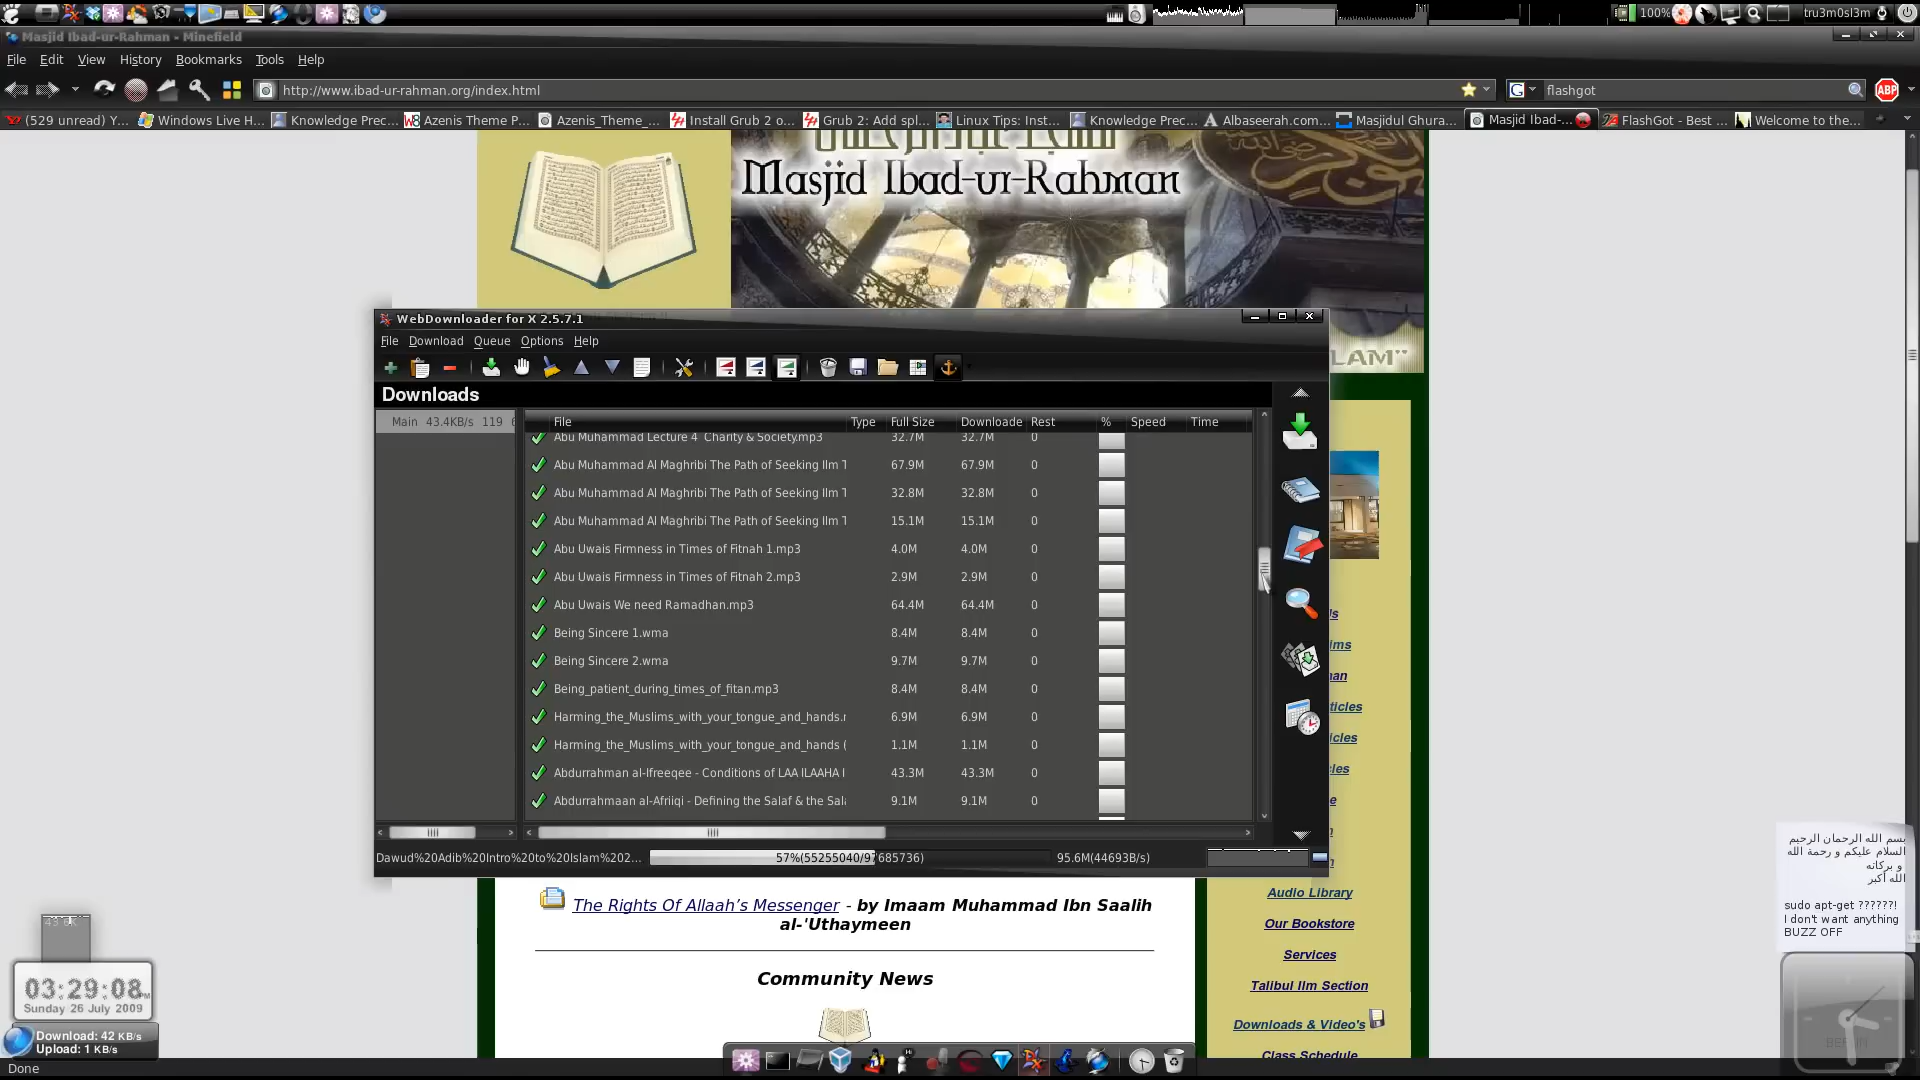 100%
tru3m0sl3m
Masjid Ibad-ur-Rahman - Minefield
File Edit View History Bookmarks Tools Help
http://www.ibad-ur-rahman.org/index.html
flashgot
ABP
(529 unread) Y...
Windows Live H...
Knowledge Prec...
Azenis Theme P...
Azenis_Theme_...
Install Grub 2 o...
Grub 2: Add spl...
Linux Tips: Inst...
Knowledge Prec...
Albaseerah.com...
Masjidul Ghura...
Masjid Ibad-...
FlashGot - Best ...
Welcome to the...
Masjid Ibad-ur-Rahman
LAM"
WebDownloader for X 2.5.7.1
File Download Queue Options Help
Downloads
Main 43.4KB/s 119
File Type Full Size Downloade Rest % Speed Time
Abu Muhammad Lecture 4 Charity & Society.mp3 32.7M 32.7M 0
Abu Muhammad Al Maghribi The Path of Seeking Ilm T 67.9M 67.9M 0
Abu Muhammad Al Maghribi The Path of Seeking Ilm T 32.8M 32.8M 0
Abu Muhammad Al Maghribi The Path of Seeking Ilm T 15.1M 15.1M 0
Abu Uwais Firmness in Times of Fitnah 1.mp3 4.0M 4.0M 0
Abu Uwais Firmness in Times of Fitnah 2.mp3 2.9M 2.9M 0
Abu Uwais We need Ramadhan.mp3 64.4M 64.4M 0
Being Sincere 1.wma 8.4M 8.4M 0
Being Sincere 2.wma 9.7M 9.7M 0
Being_patient_during_times_of_fitan.mp3 8.4M 8.4M 0
Harming_the_Muslims_with_your_tongue_and_hands.r 6.9M 6.9M 0
Harming_the_Muslims_with_your_tongue_and_hands ( 1.1M 1.1M 0
Abdurrahman al-Ifreeqee - Conditions of LAA ILAAHA I 43.3M 43.3M 0
Abdurrahmaan al-Afriiqi - Defining the Salaf & the Sala 9.1M 9.1M 0
Dawud%20Adib%20Intro%20to%20Islam%202... 57%(55255040/97685736) 95.6M(44693B/s)
ls
ims
nan
ticles
icles
les
e
n
n
Audio Library
Our Bookstore
Services
Talibul Ilm Section
Downloads & Video's
Class Schedule
The Rights Of Allaah's Messenger - by Imaam Muhammad Ibn Saalih
al-'Uthaymeen
Community News
بسم الله الرحمان الرحيم
السلام عليكم و رحمة الله
و بركاته
الله أكبر
sudo apt-get ??????!
I don't want anything
BUZZ OFF
03:29:08 PM
Sunday 26 July 2009
Download: 42 KB/s
Upload: 1 KB/s
BERLIN
Done